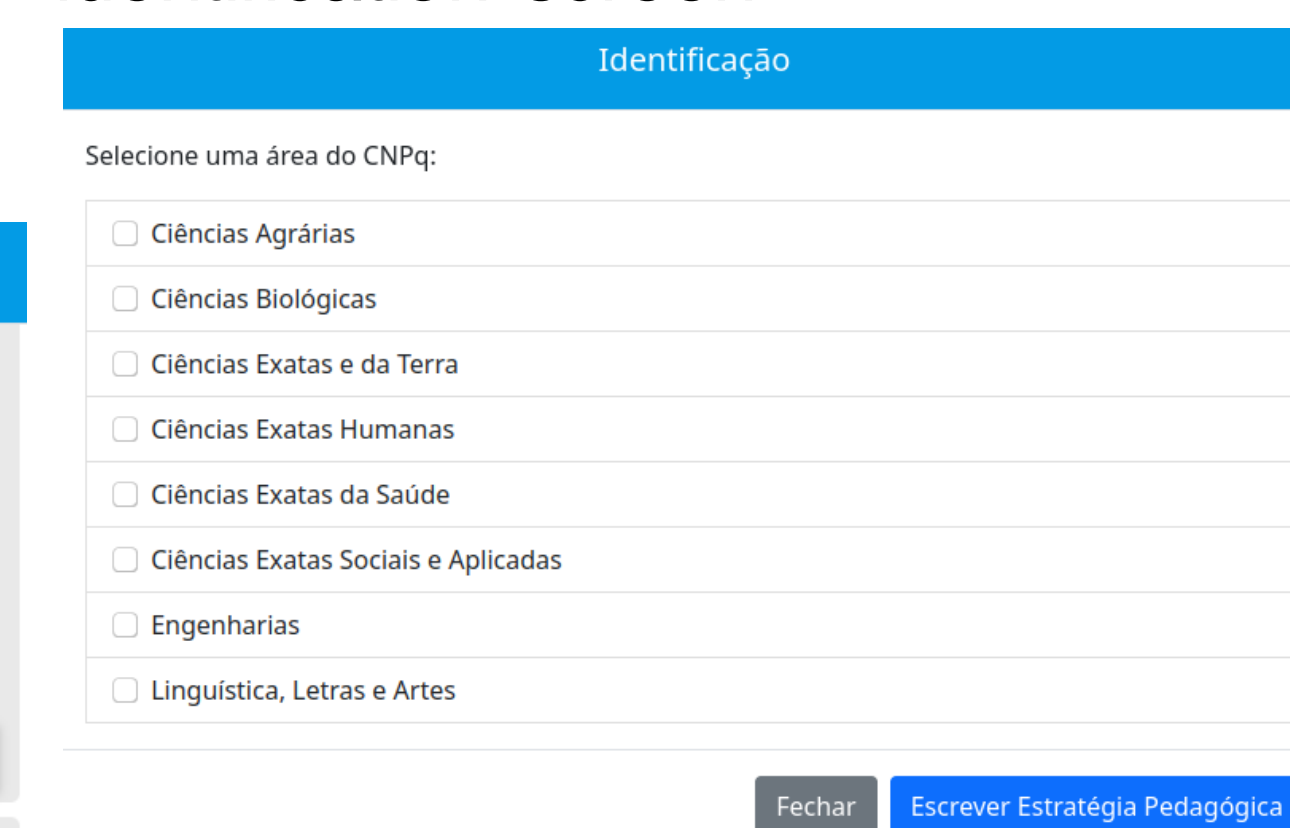 Identificação
Selecione uma área do CNPq:
Ciências Agrárias
Ciências Biológicas
Ciências Exatas e da Terra
Ciências Exatas Humanas
Ciências Exatas da Saúde
Ciências Exatas Sociais e Aplicadas
Engenharias
Linguística, Letras e Artes
Fechar
Escrever Estratégia Pedagógica